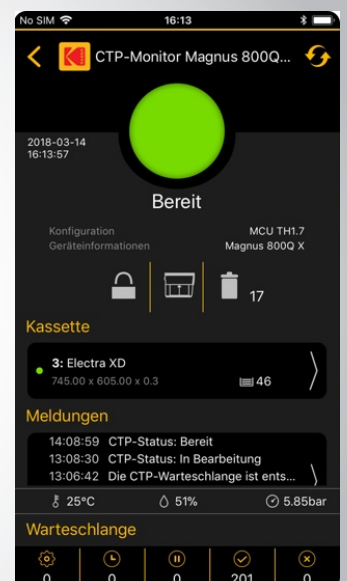 No SIM 16:13
Kodak
CTP-Monitor Magnus 800Q...
2018-03-14
16:13:57
Bereit
Konfiguration MCU TH1.7
Geräteinformationen Magnus 800Q X
17
Kassette
3: Electra XD
745.00 x 605.00 x 0.3 46
Meldungen
14:08:59 CTP-Status: Bereit
13:08:30 CTP-Status: In Bearbeitung
13:06:42 Die CTP-Warteschlange ist ents...
25°C 51% 5.85bar
Warteschlange
0 0 0 201 0